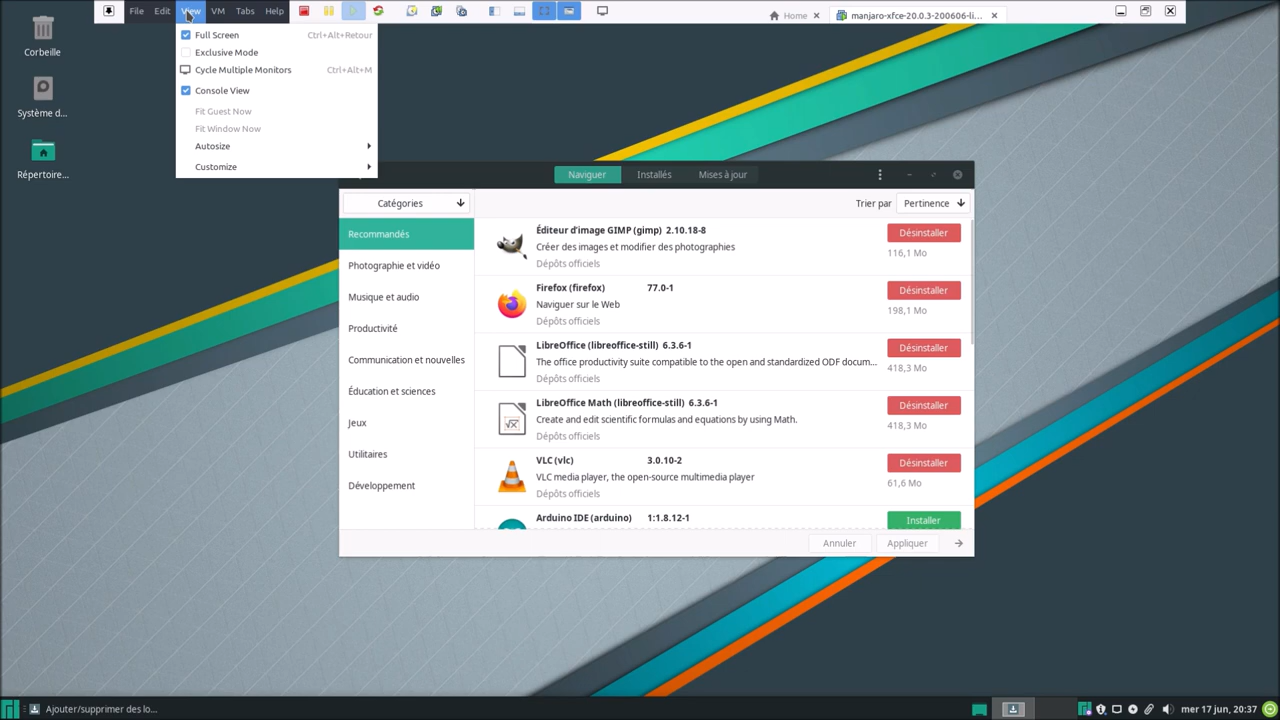 File Edit View VM Tabs Help
Home
manjaro-xfce-20.0.3-200606-li...
Full Screen Ctrl+Alt+Retour
Exclusive Mode
Cycle Multiple Monitors Ctrl+Alt+M
Console View
Fit Guest Now
Fit Window Now
Autosize
Customize
Corbeille
Système d...
Répertoire...
Naviguer Installés Mises à jour
Catégories
Trier par Pertinence
Recommandés
Photographie et vidéo
Musique et audio
Productivité
Communication et nouvelles
Éducation et sciences
Jeux
Utilitaires
Développement
Éditeur d'image GIMP (gimp) 2.10.18-8
Créer des images et modifier des photographies
Dépôts officiels
Désinstaller
116,1 Mo
Firefox (firefox) 77.0-1
Naviguer sur le Web
Dépôts officiels
Désinstaller
198,1 Mo
LibreOffice (libreoffice-still) 6.3.6-1
The office productivity suite compatible to the open and standardized ODF docum...
Dépôts officiels
Désinstaller
418,3 Mo
LibreOffice Math (libreoffice-still) 6.3.6-1
Create and edit scientific formulas and equations by using Math.
Dépôts officiels
Désinstaller
418,3 Mo
VLC (vlc) 3.0.10-2
VLC media player, the open-source multimedia player
Dépôts officiels
Désinstaller
61,6 Mo
Arduino IDE (arduino) 1:1.8.12-1
Installer
Annuler Appliquer
Ajouter/supprimer des lo...
mer 17 jun, 20:37